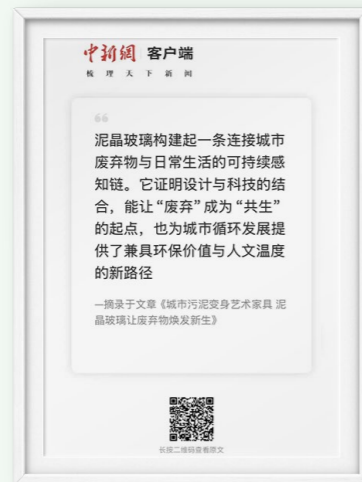 中新網 客户端
梳理天下新闻
泥晶玻璃构建起一条连接城市
废弃物与日常生活的可持续感
知链。它证明设计与科技的结
合，能让“废弃”成为“共生”
的起点，也为城市循环发展提
供了兼具环保价值与人文温度
的新路径
—摘录于文章《城市污泥变身艺术家具 泥
晶玻璃让废弃物焕发新生》
长按二维码查看原文